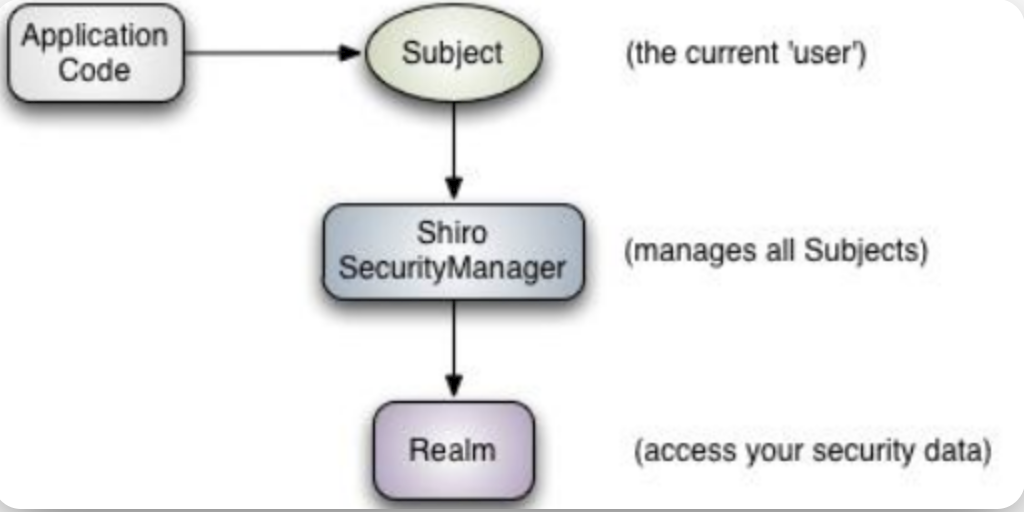 Application
Code
Subject
(the current 'user')
Shiro
SecurityManager
(manages all Subjects)
Realm
(access your security data)